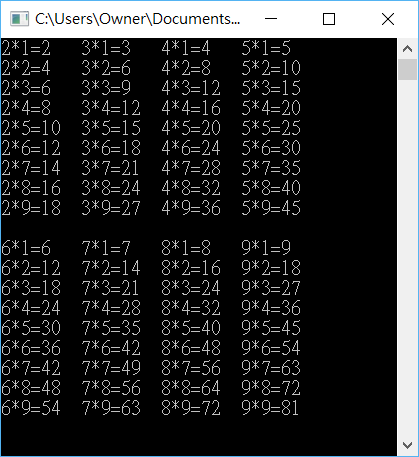 C:\Users\Owner\Documents...
2*1=2 3*1=3 4*1=4 5*1=5
2*2=4 3*2=6 4*2=8 5*2=10
2*3=6 3*3=9 4*3=12 5*3=15
2*4=8 3*4=12 4*4=16 5*4=20
2*5=10 3*5=15 4*5=20 5*5=25
2*6=12 3*6=18 4*6=24 5*6=30
2*7=14 3*7=21 4*7=28 5*7=35
2*8=16 3*8=24 4*8=32 5*8=40
2*9=18 3*9=27 4*9=36 5*9=45
6*1=6 7*1=7 8*1=8 9*1=9
6*2=12 7*2=14 8*2=16 9*2=18
6*3=18 7*3=21 8*3=24 9*3=27
6*4=24 7*4=28 8*4=32 9*4=36
6*5=30 7*5=35 8*5=40 9*5=45
6*6=36 7*6=42 8*6=48 9*6=54
6*7=42 7*7=49 8*7=56 9*7=63
6*8=48 7*8=56 8*8=64 9*8=72
6*9=54 7*9=63 8*9=72 9*9=81